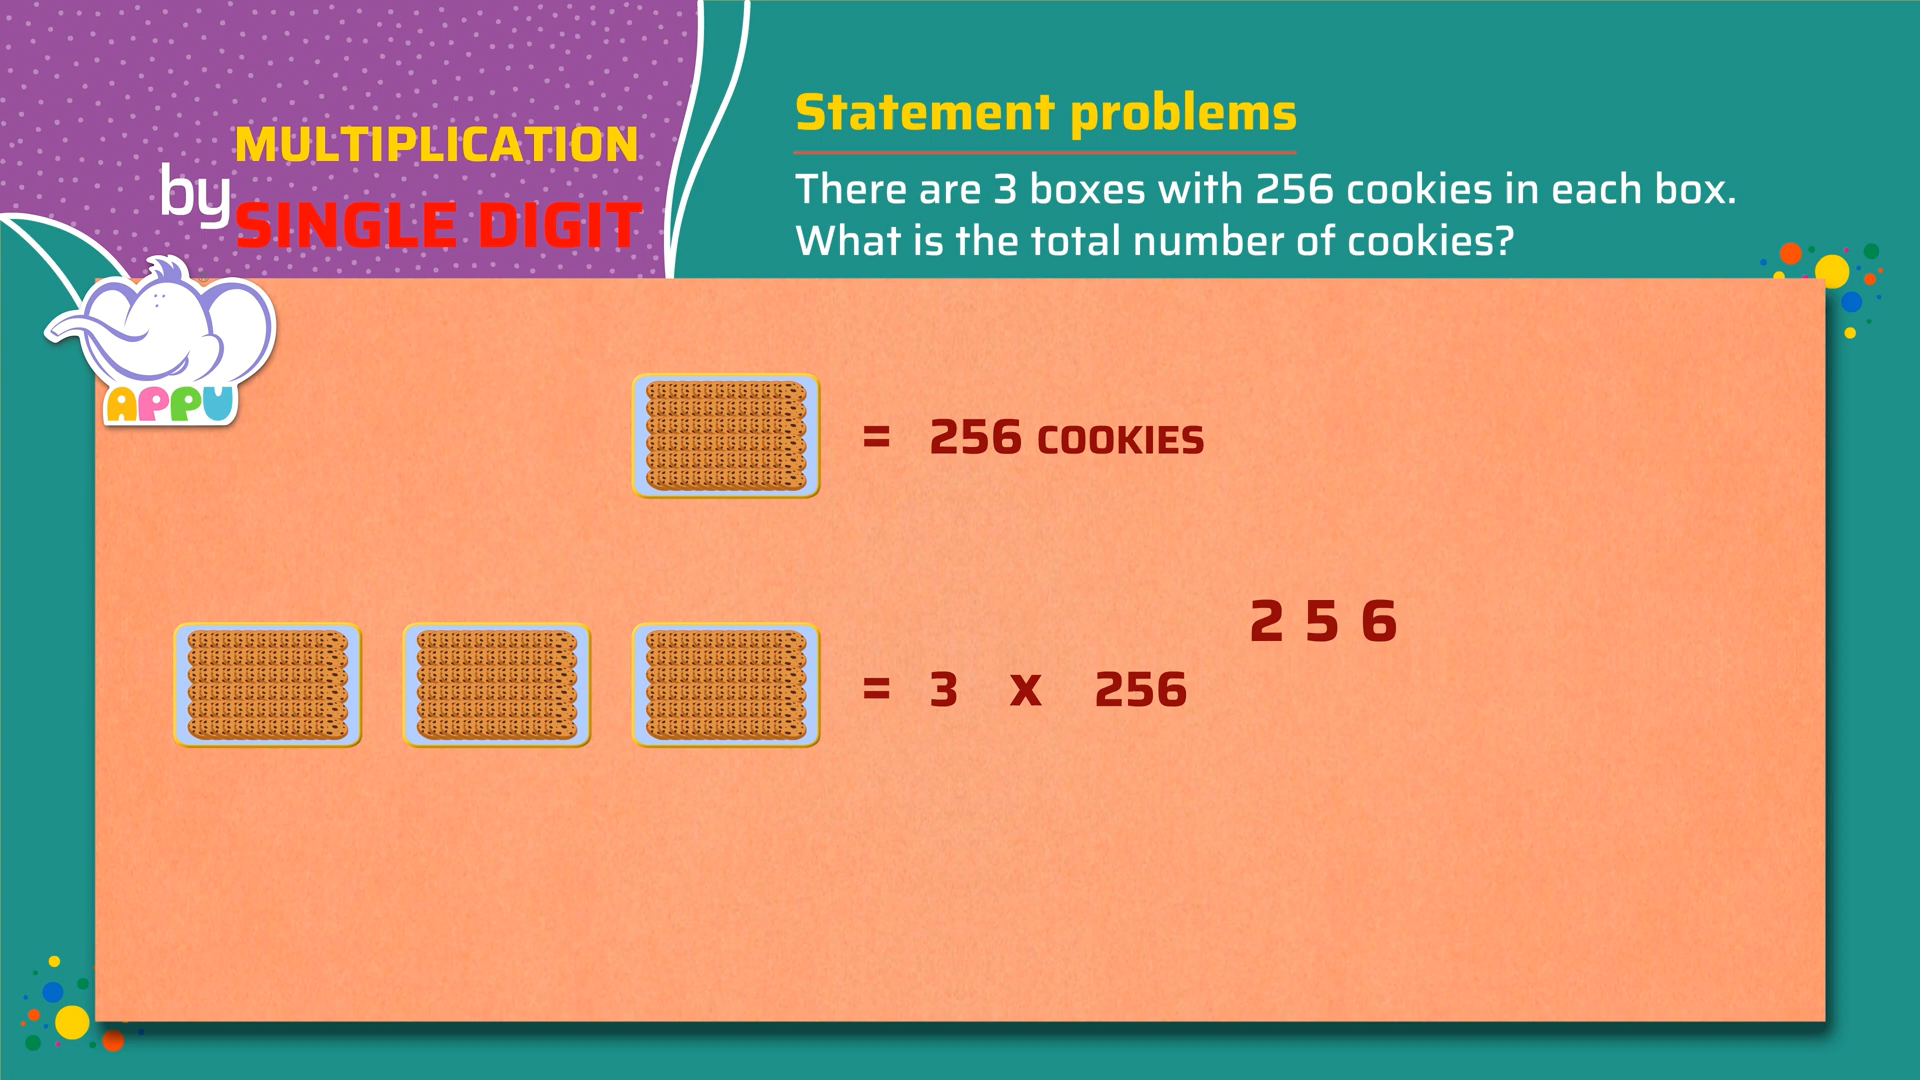 MULTIPLICATION
by SINGLE DIGIT
Statement problems
There are 3 boxes with 256 cookies in each box.
What is the total number of cookies?
APPU
= 256 COOKIES
2 5 6
= 3 X 256